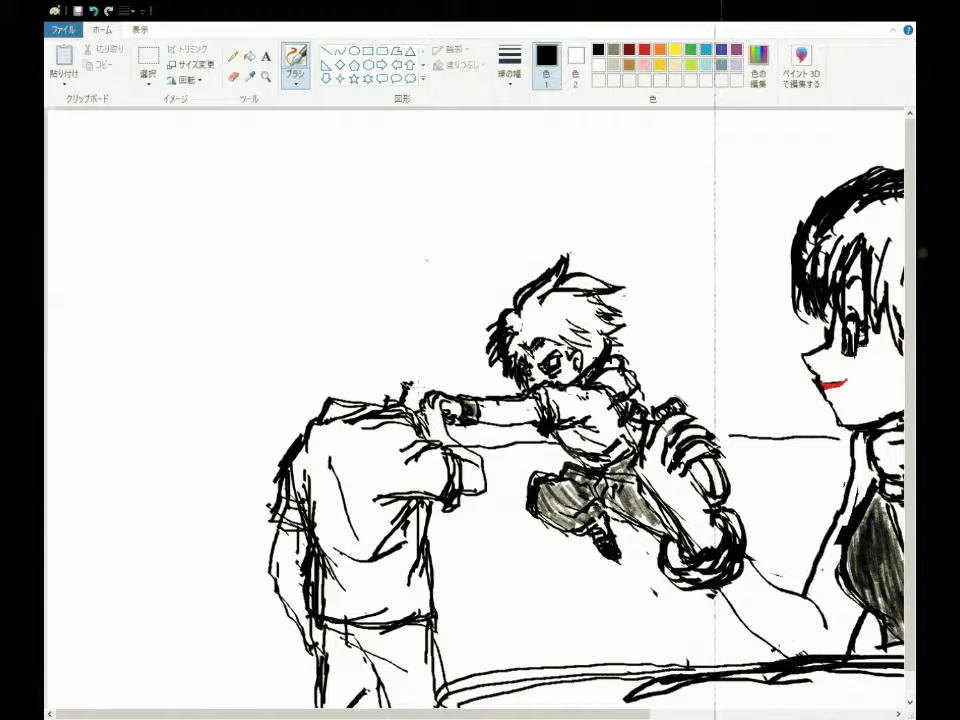 ファイル ホーム 表示
貼り付け 切り取り コピー 選択 トリミング サイズ変更 回転 A ブラシ 輪郭 塗りつぶし 線の幅 色 1 色 2 色の編集 ペイント 3D で編集する
クリップボード イメージ ツール 図形 色